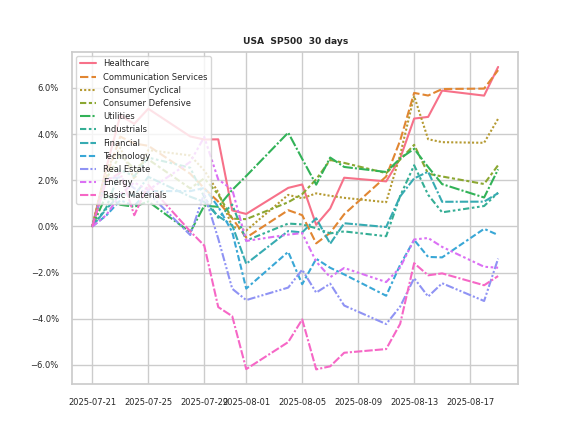 USA  SP500  30 days
Healthcare
Communication Services
Consumer Cyclical
Consumer Defensive
Utilities
Industrials
Financial
Technology
Real Estate
Energy
Basic Materials
6.0%
4.0%
2.0%
0.0%
−2.0%
−4.0%
−6.0%
2025-07-21 2025-07-25 2025-07-29 2025-08-01 2025-08-05 2025-08-09 2025-08-13 2025-08-17